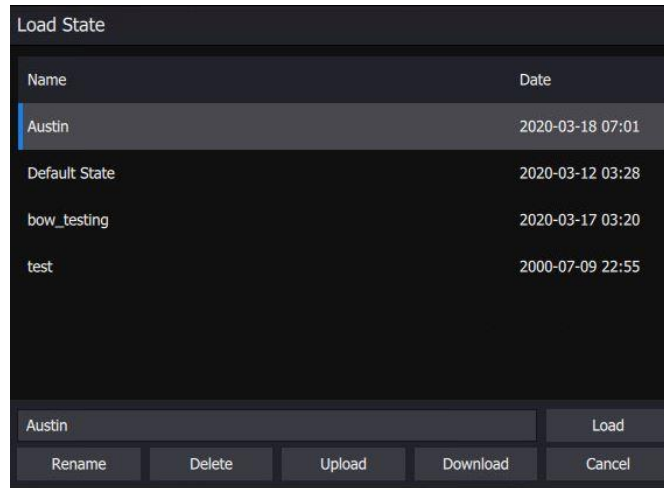 Load State
Name Date
Austin 2020-03-18 07:01
Default State 2020-03-12 03:28
bow_testing 2020-03-17 03:20
test 2000-07-09 22:55
Austin Load
Rename Delete Upload Download Cancel